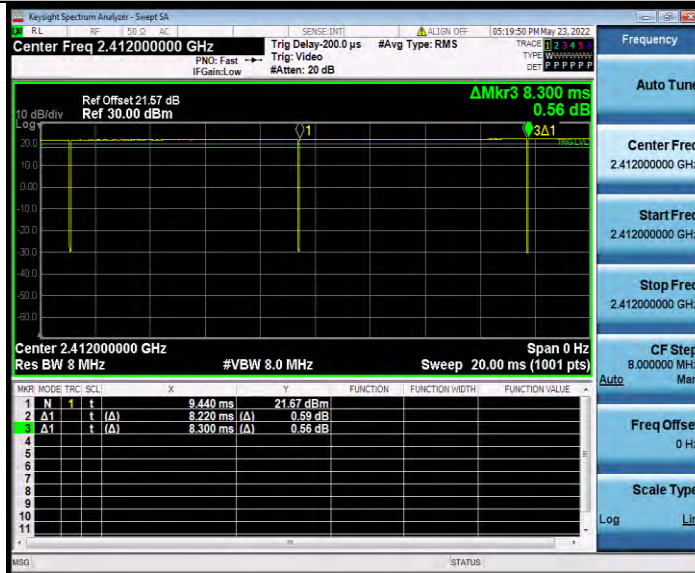 Keysight Spectrum Analyzer - Swept SA
RL RF 50 Ω AC SENSE:INT ALIGN OFF 05:19:50 PM May 23, 2022
Center Freq 2.412000000 GHz
PNO: Fast
IFGain:Low
Trig Delay-200.0 µs
Trig: Video
#Atten: 20 dB
#Avg Type: RMS
TRACE 1 2 3 4 5 6
TYPE WWWWWW
DET P P P P P P
Ref Offset 21.57 dB
10 dB/div Ref 30.00 dBm
Log
ΔMkr3 8.300 ms
0.56 dB
1
3Δ1
TRIG LVL
20.0
10.0
0.00
-10.0
-20.0
-30.0
-40.0
-50.0
-60.0
Center 2.412000000 GHz Span 0 Hz
Res BW 8 MHz #VBW 8.0 MHz Sweep 20.00 ms (1001 pts)
MKR MODE TRC SCL X Y FUNCTION FUNCTION WIDTH FUNCTION VALUE
1 N 1 t 9.440 ms 21.67 dBm
2 Δ1 t (Δ) 8.220 ms (Δ) 0.59 dB
3 Δ1 t (Δ) 8.300 ms (Δ) 0.56 dB
4
5
6
7
8
9
10
11
MSG STATUS
Frequency
Auto Tune
Center Freq
2.412000000 GHz
Start Freq
2.412000000 GHz
Stop Freq
2.412000000 GHz
CF Step
8.000000 MHz
Auto Man
Freq Offset
0 Hz
Scale Type
Log Lin